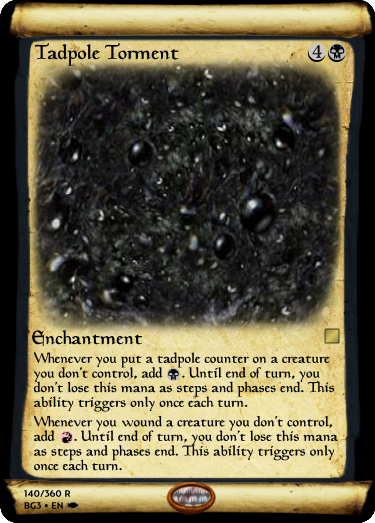 Tadpole Torment 4
Enchantment
Whenever you put a tadpole counter on a creature
you don't control, add . Until end of turn, you
don't lose this mana as steps and phases end. This
ability triggers only once each turn.
Whenever you wound a creature you don't control,
add . Until end of turn, you don't lose this mana
as steps and phases end. This ability triggers only
once each turn.
140/360 R
BG3 • EN